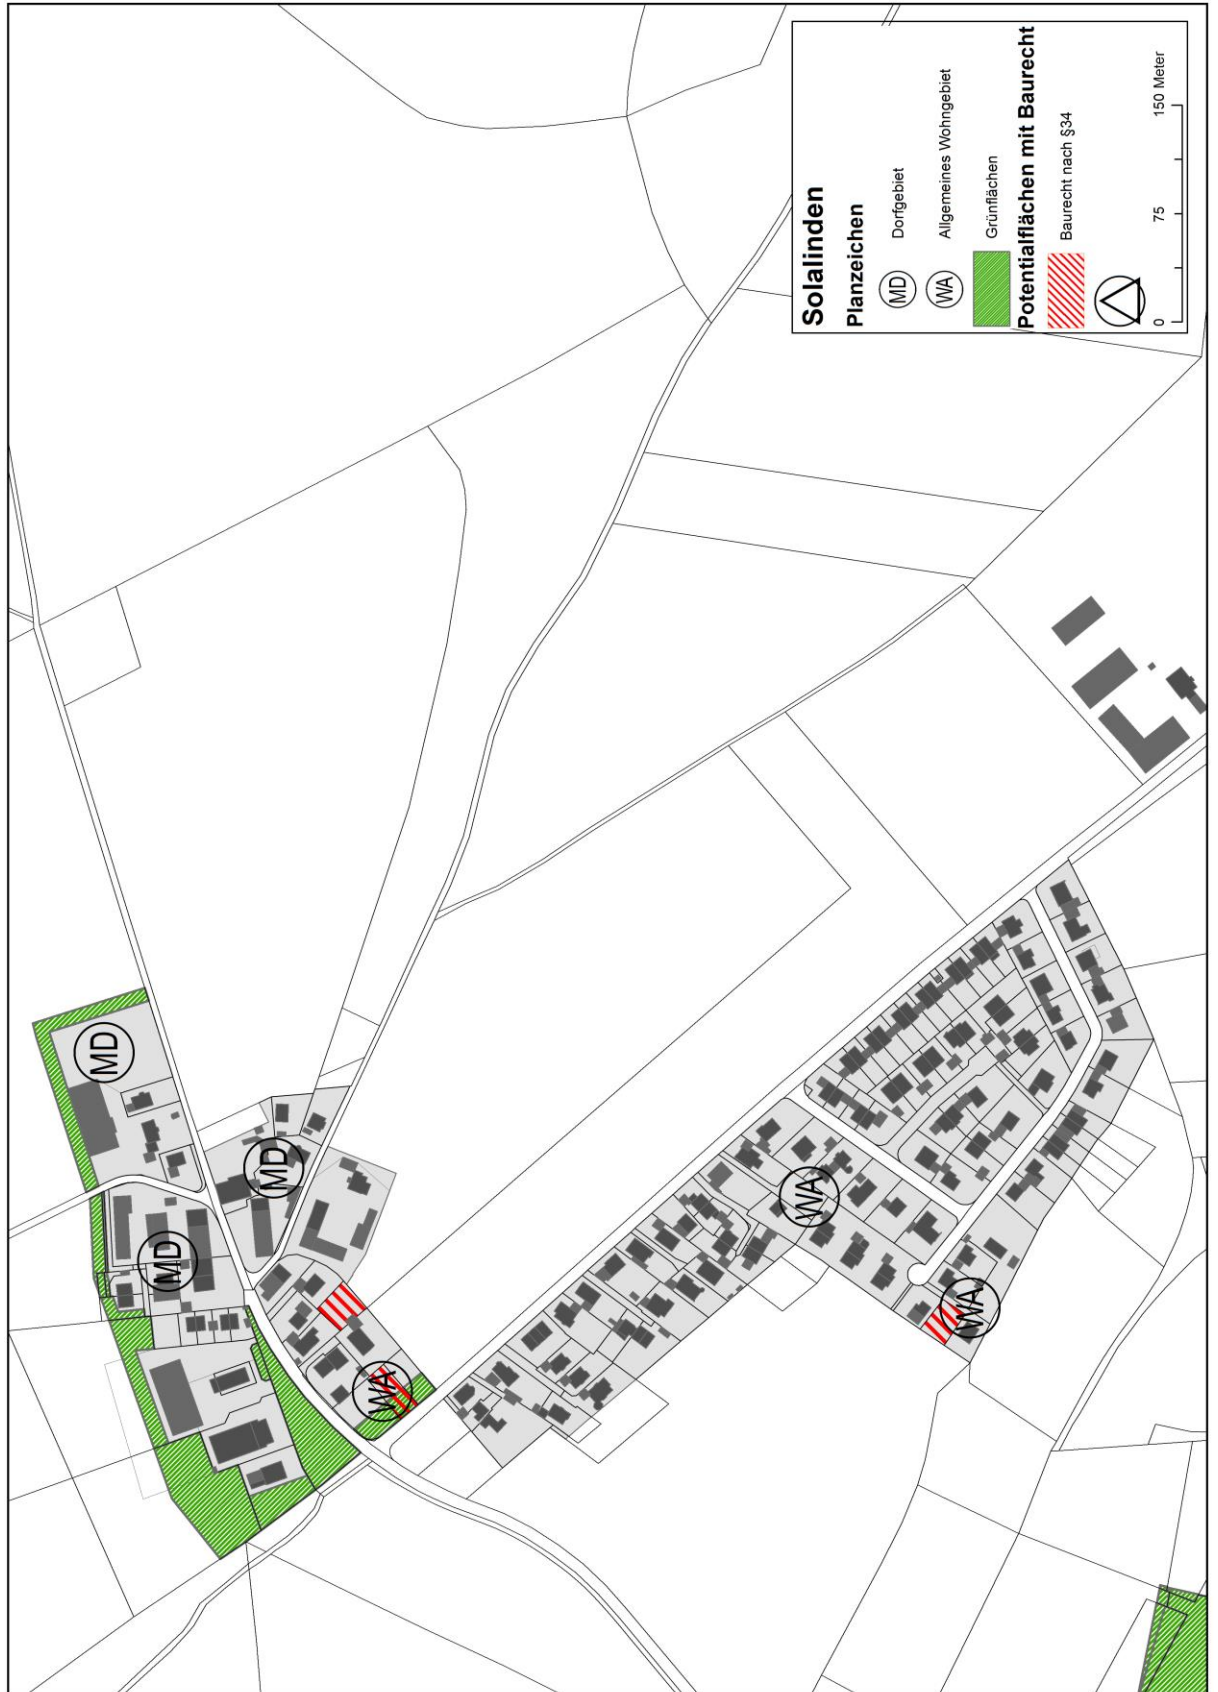 Solalinden
Planzeichen
MD Dorfgebiet
WA Allgemeines Wohngebiet
Grünflächen
Potentialflächen mit Baurecht
Baurecht nach §34
0 75 150 Meter
MD
MD
MD
WA
WA
WA